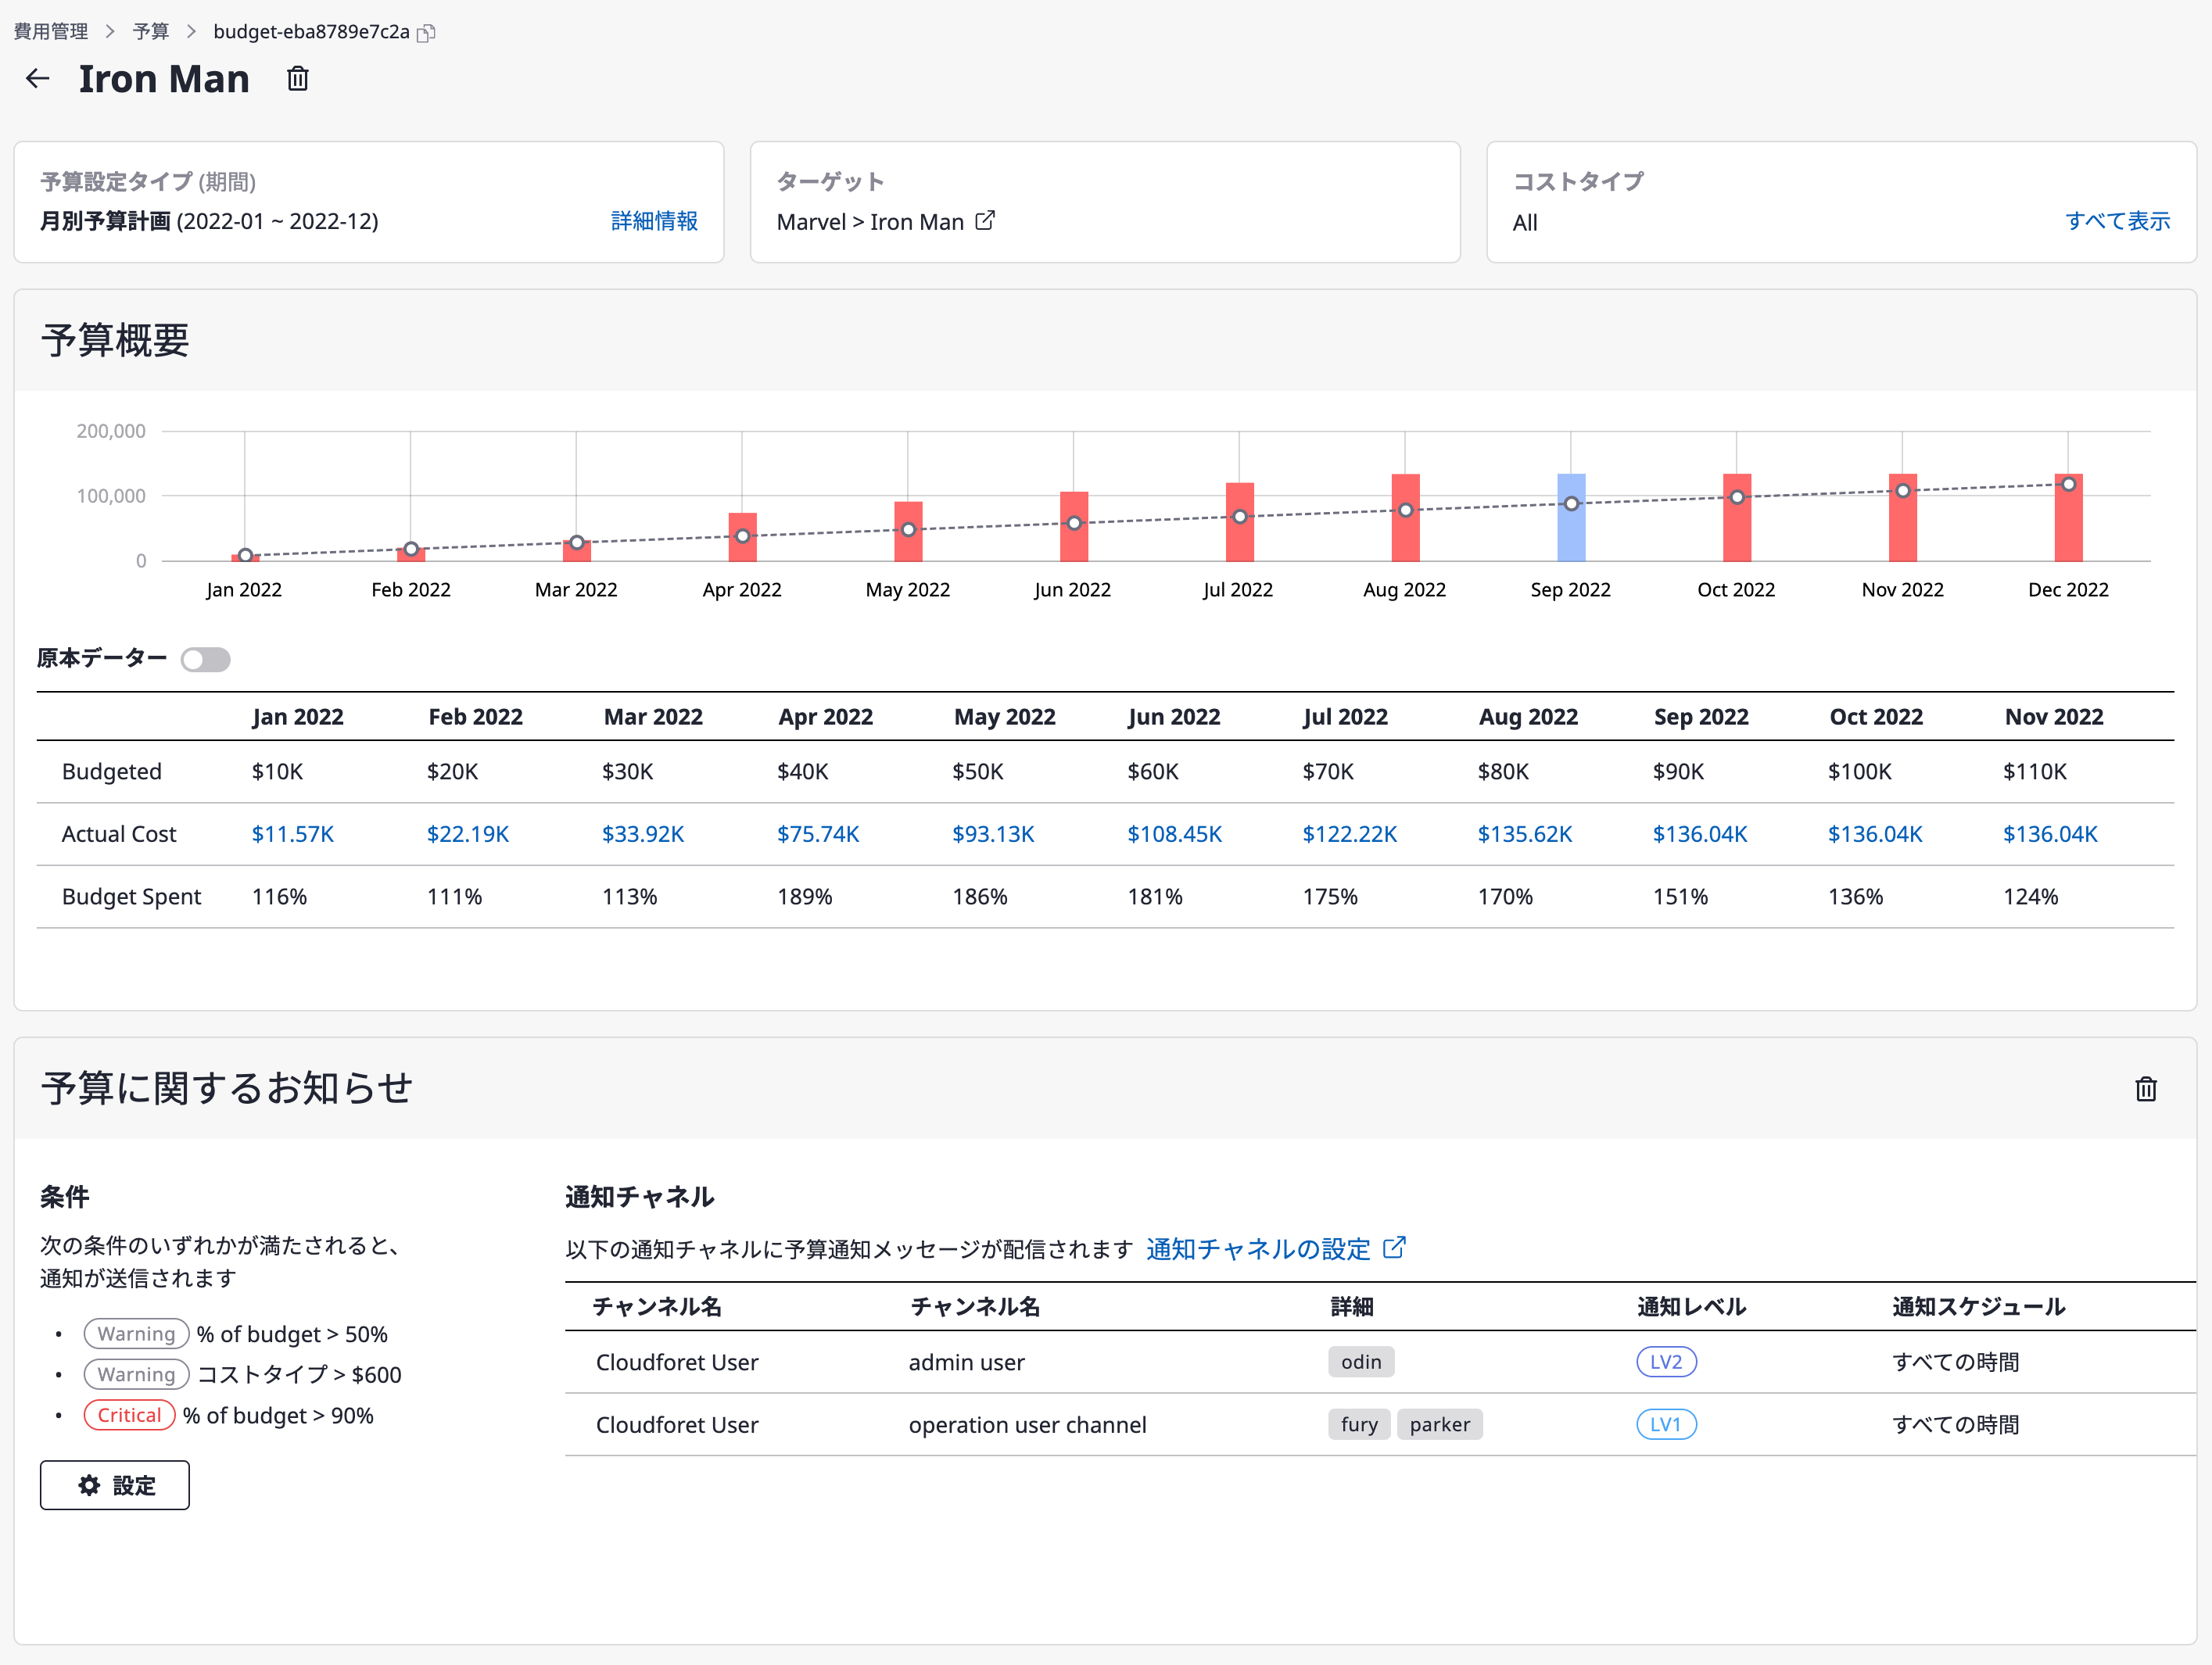 費用管理 > 予算 > budget-eba8789e7c2a
Iron Man
予算設定タイプ (期間)
月別予算計画 (2022-01 ~ 2022-12) 詳細情報
ターゲット
Marvel > Iron Man
コストタイプ
All すべて表示
予算概要
200,000
100,000
0
Jan 2022 Feb 2022 Mar 2022 Apr 2022 May 2022 Jun 2022 Jul 2022 Aug 2022 Sep 2022 Oct 2022 Nov 2022 Dec 2022
原本データー
Jan 2022 Feb 2022 Mar 2022 Apr 2022 May 2022 Jun 2022 Jul 2022 Aug 2022 Sep 2022 Oct 2022 Nov 2022
Budgeted $10K $20K $30K $40K $50K $60K $70K $80K $90K $100K $110K
Actual Cost $11.57K $22.19K $33.92K $75.74K $93.13K $108.45K $122.22K $135.62K $136.04K $136.04K $136.04K
Budget Spent 116% 111% 113% 189% 186% 181% 175% 170% 151% 136% 124%
予算に関するお知らせ
条件
次の条件のいずれかが満たされると、
通知が送信されます
• Warning % of budget > 50%
• Warning コストタイプ > $600
• Critical % of budget > 90%
設定
通知チャネル
以下の通知チャネルに予算通知メッセージが配信されます 通知チャネルの設定
チャンネル名 チャンネル名 詳細 通知レベル 通知スケジュール
Cloudforet User admin user odin LV2 すべての時間
Cloudforet User operation user channel fury parker LV1 すべての時間